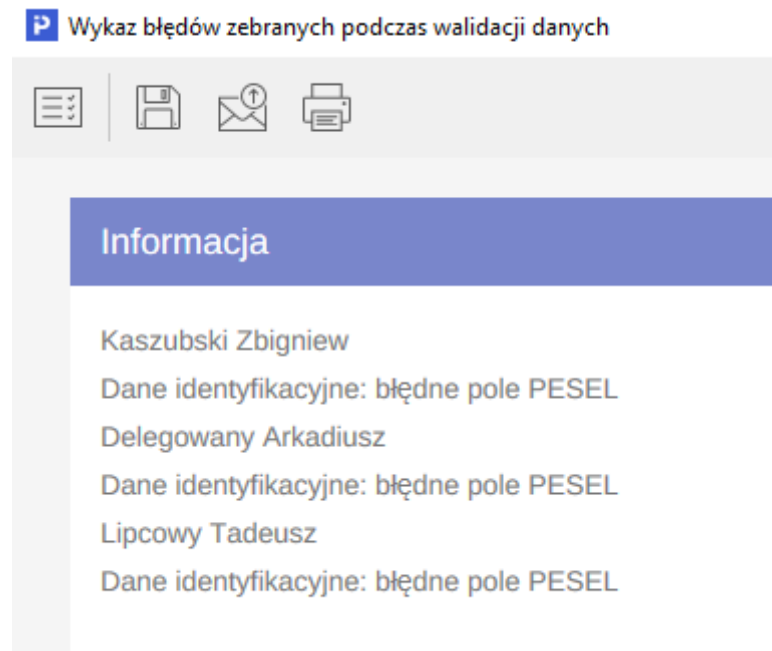 Wykaz błędów zebranych podczas walidacji danych
Informacja
Kaszubski Zbigniew
Dane identyfikacyjne: błędne pole PESEL
Delegowany Arkadiusz
Dane identyfikacyjne: błędne pole PESEL
Lipcowy Tadeusz
Dane identyfikacyjne: błędne pole PESEL